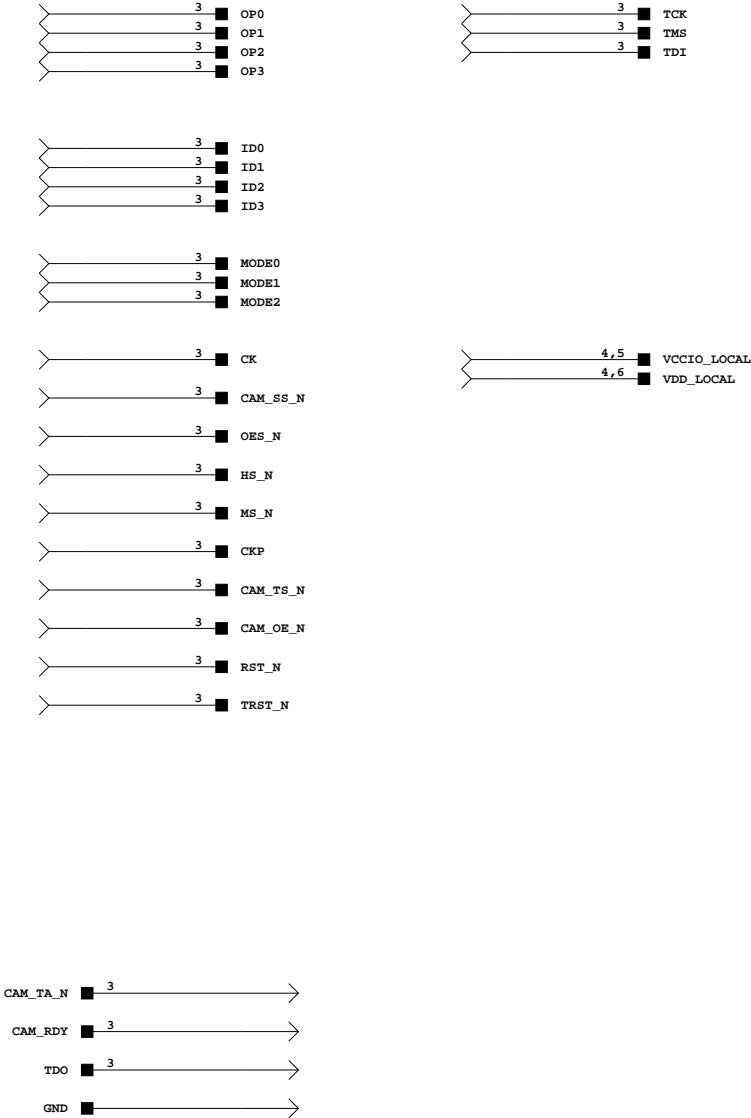 3 OP0
3 OP1
3 OP2
3 OP3
3 TCK
3 TMS
3 TDI
3 ID0
3 ID1
3 ID2
3 ID3
3 MODE0
3 MODE1
3 MODE2
3 CK
4,5 VCCIO_LOCAL
4,6 VDD_LOCAL
3 CAM_SS_N
3 OES_N
3 HS_N
3 MS_N
3 CKP
3 CAM_TS_N
3 CAM_OE_N
3 RST_N
3 TRST_N
CAM_TA_N 3
CAM_RDY 3
TDO 3
GND